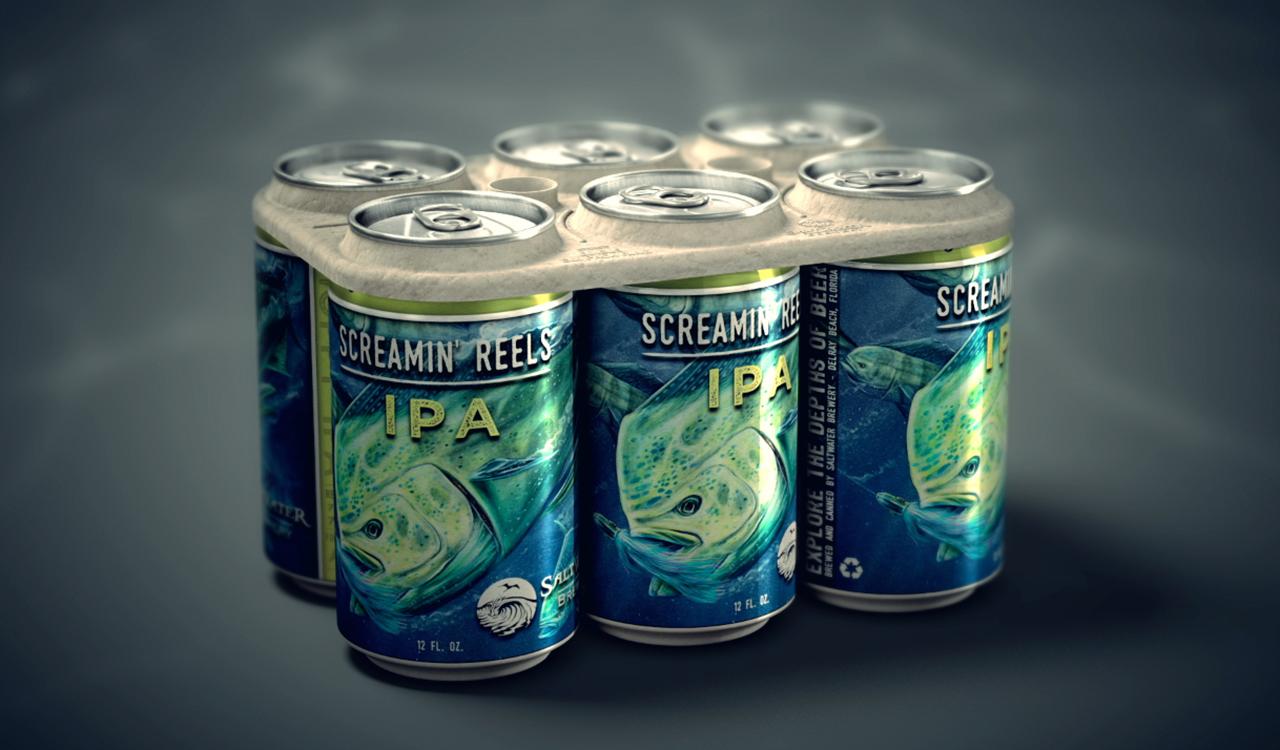 SCREAMIN' REELS
IPA
12 FL. OZ.
SCREAMIN' REE
IPA
12 FL. OZ.
EXPLORE THE DEPTHS OF BEER
BREWED AND CANNED BY SALTWATER BREWERY - DELRAY BEACH, FLORIDA
SCREAMIN
IP